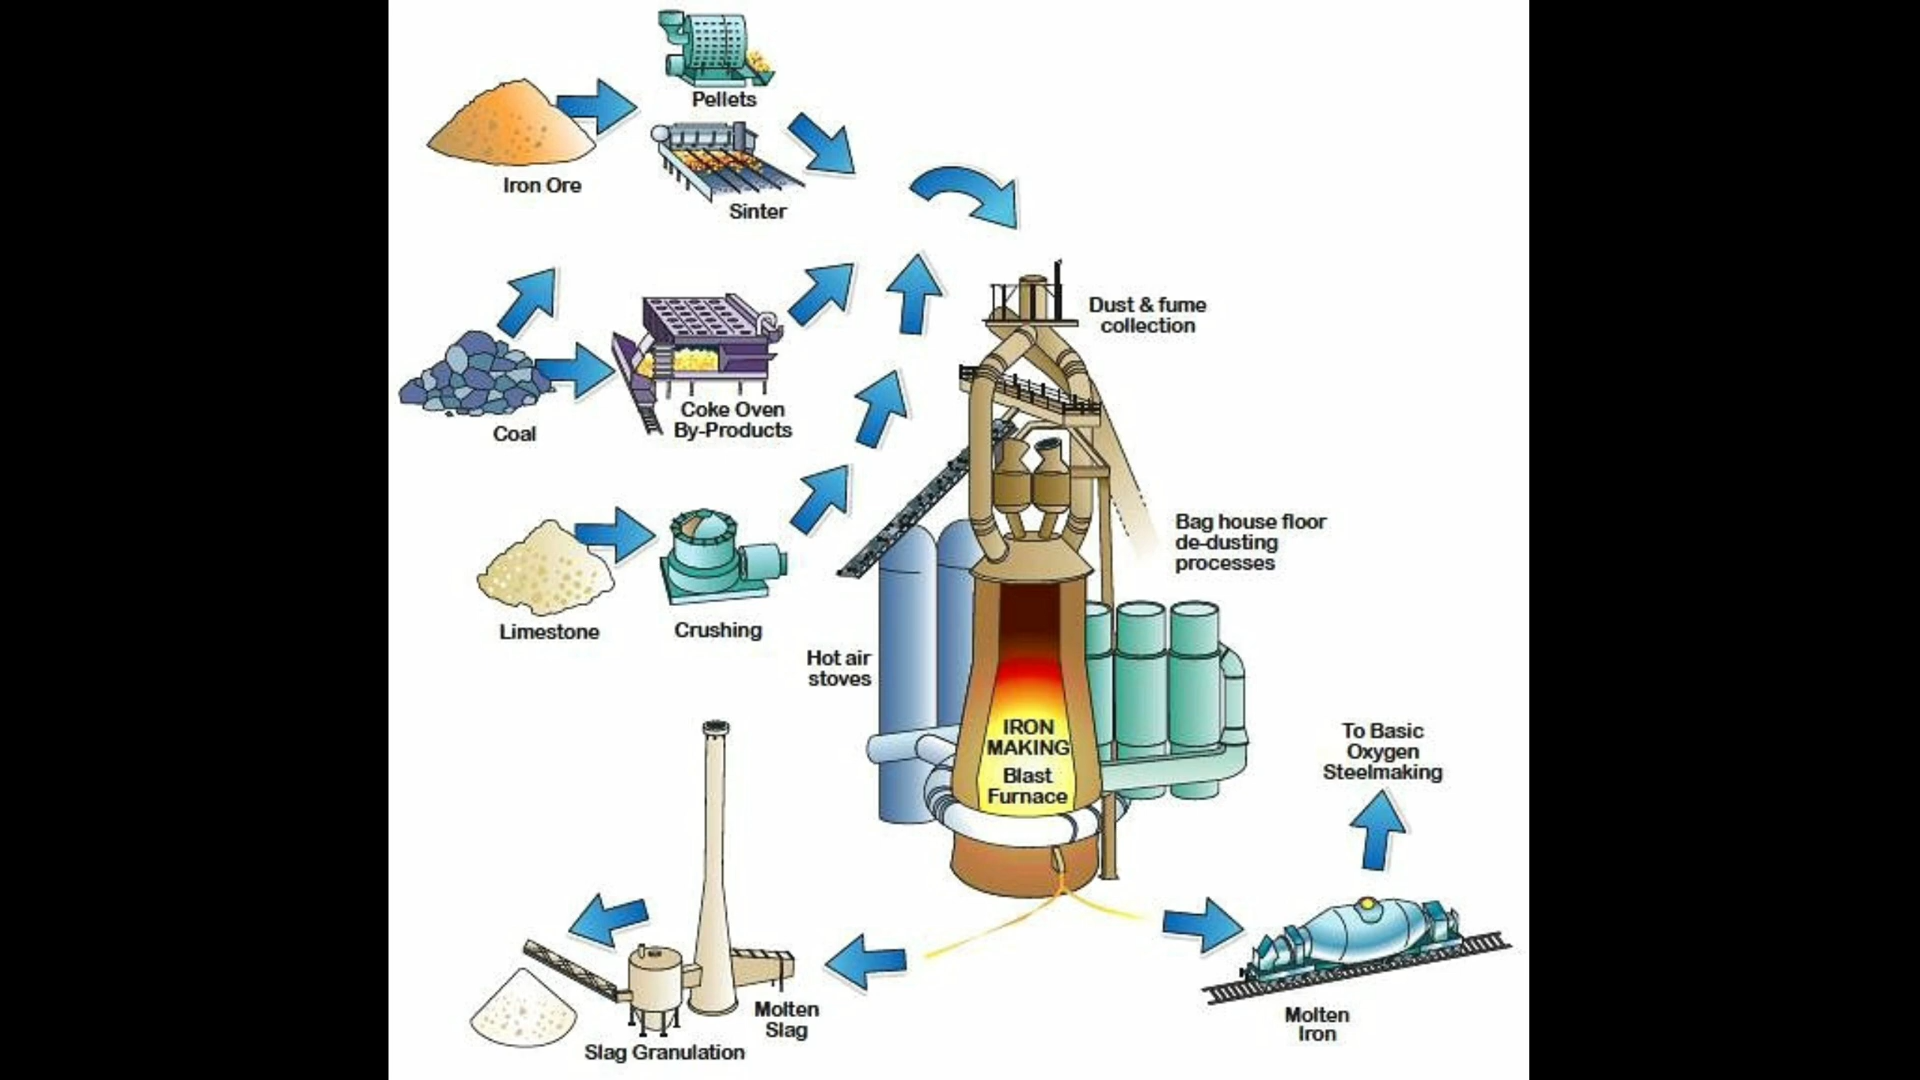 Pellets
Iron Ore
Sinter
Dust & fume
collection
Coke Oven
By-Products
Coal
Bag house floor
de-dusting
processes
Limestone
Crushing
Hot air
stoves
IRON
MAKING
Blast
Furnace
To Basic
Oxygen
Steelmaking
Molten
Slag
Slag Granulation
Molten
Iron